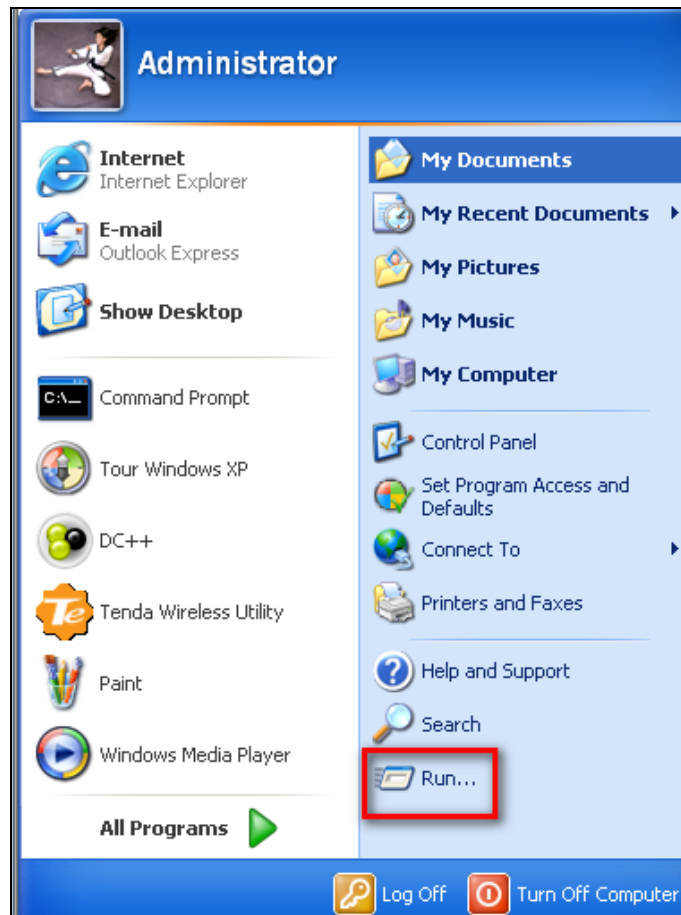 Administrator
Internet
Internet Explorer
E-mail
Outlook Express
Show Desktop
C:\_
Command Prompt
Tour Windows XP
DC++
Te
Tenda Wireless Utility
Paint
Windows Media Player
All Programs
My Documents
My Recent Documents
My Pictures
My Music
My Computer
Control Panel
Set Program Access and
Defaults
Connect To
Printers and Faxes
Help and Support
Search
Run...
Log Off
Turn Off Computer